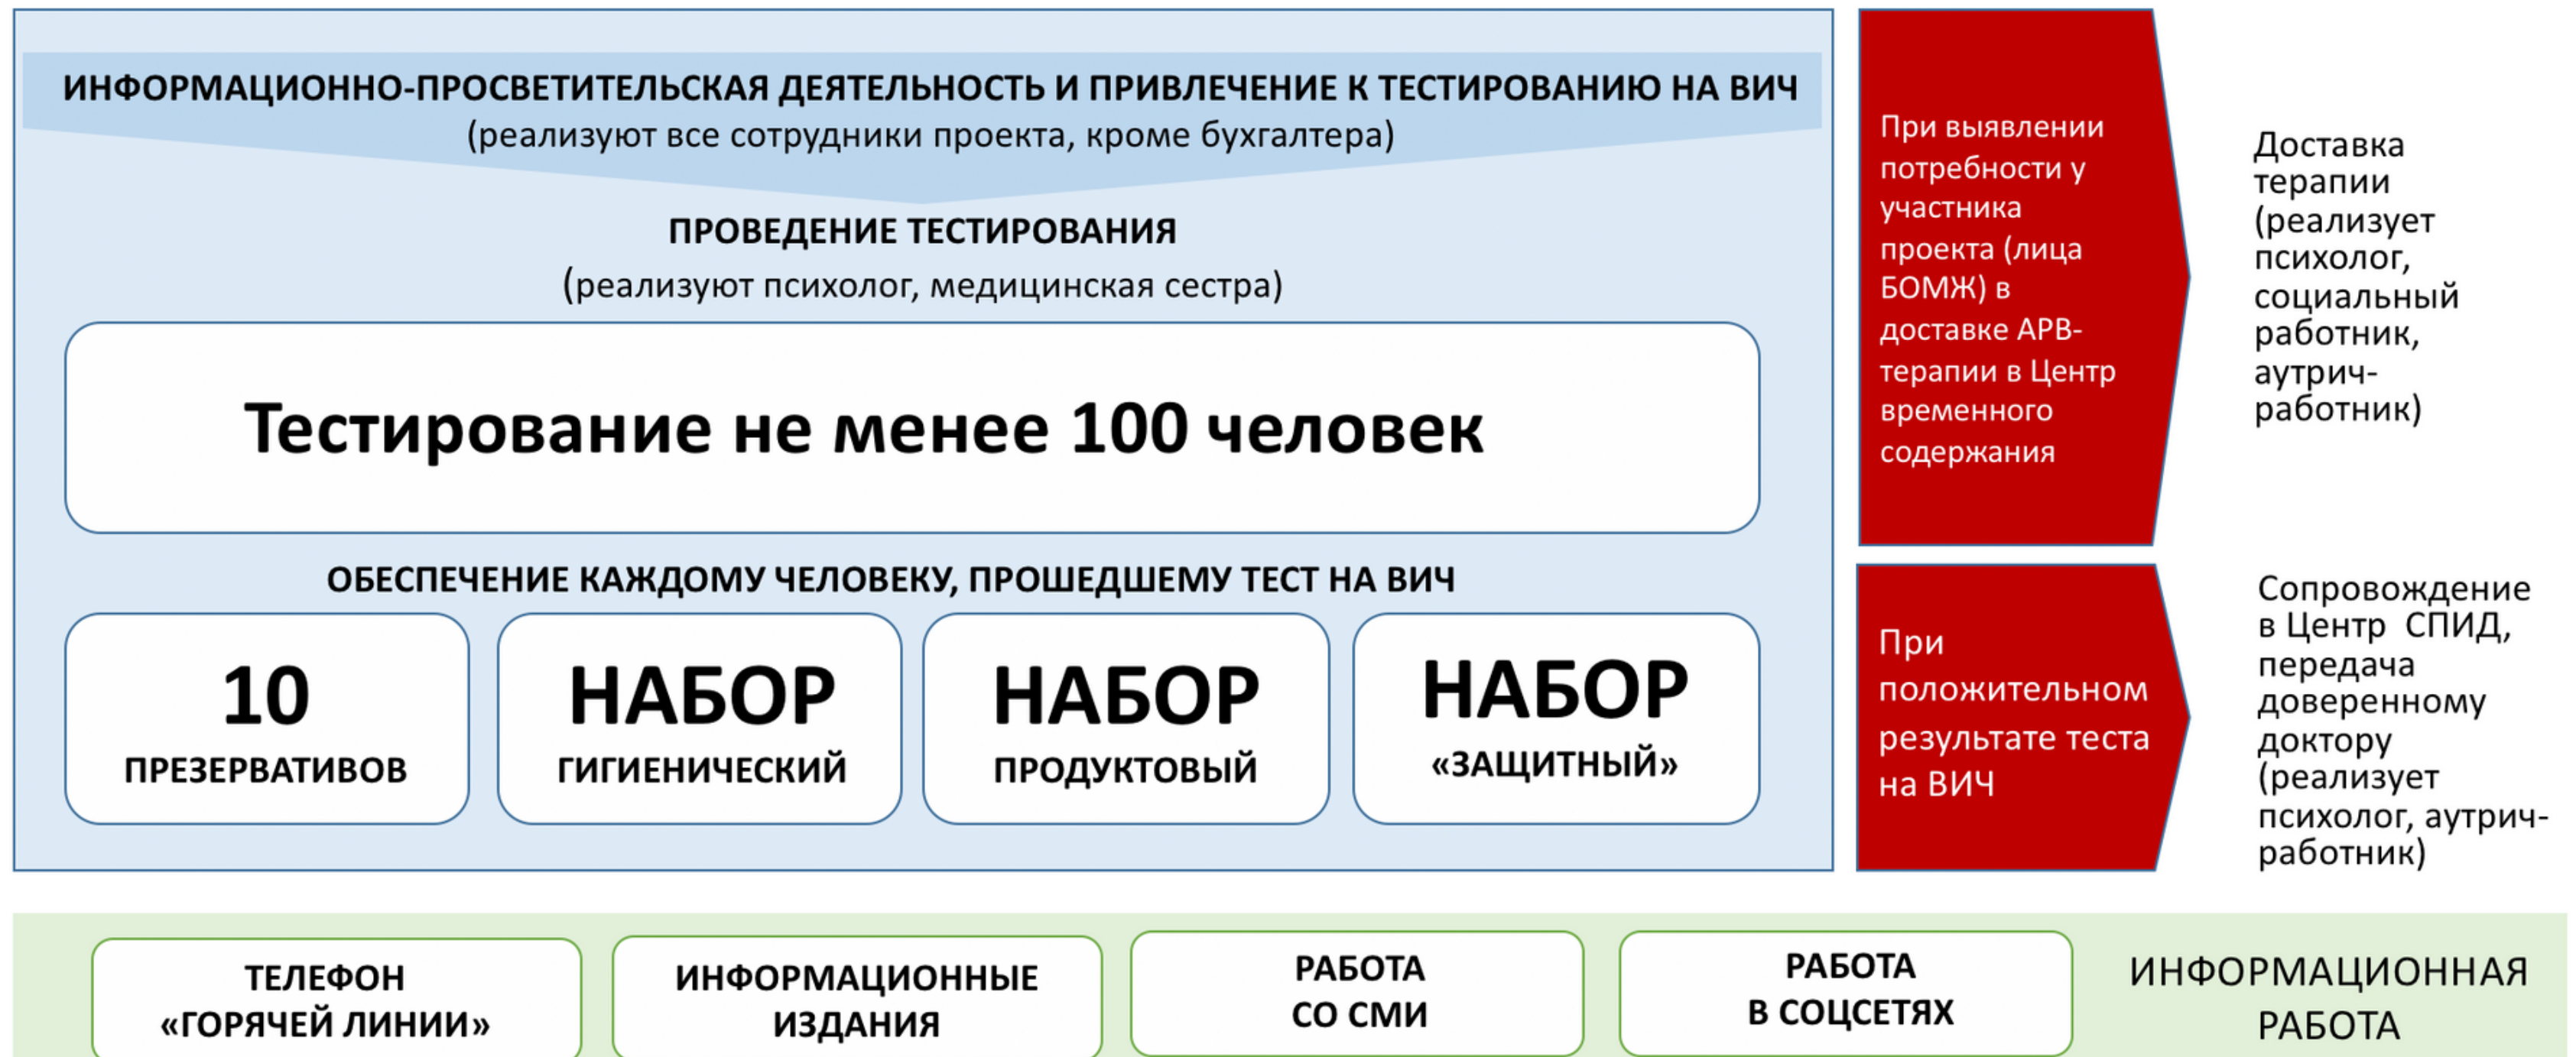 ИНФОРМАЦИОННО-ПРОСВЕТИТЕЛЬСКАЯ ДЕЯТЕЛЬНОСТЬ И ПРИВЛЕЧЕНИЕ К ТЕСТИРОВАНИЮ НА ВИЧ
(реализуют все сотрудники проекта, кроме бухгалтера)
ПРОВЕДЕНИЕ ТЕСТИРОВАНИЯ
(реализуют психолог, медицинская сестра)
Тестирование не менее 100 человек
ОБЕСПЕЧЕНИЕ КАЖДОМУ ЧЕЛОВЕКУ, ПРОШЕДШЕМУ ТЕСТ НА ВИЧ
10
ПРЕЗЕРВАТИВОВ
НАБОР
ГИГИЕНИЧЕСКИЙ
НАБОР
ПРОДУКТОВЫЙ
НАБОР
«ЗАЩИТНЫЙ»
При выявлении
потребности у
участника
проекта (лица
БОМЖ) в
доставке АРВ-
терапии в Центр
временного
содержания
Доставка
терапии
(реализует
психолог,
социальный
работник,
аутрич-
работник)
При
положительном
результате теста
на ВИЧ
Сопровождение
в Центр  СПИД,
передача
доверенному
доктору
(реализует
психолог, аутрич-
работник)
ТЕЛЕФОН
«ГОРЯЧЕЙ ЛИНИИ»
ИНФОРМАЦИОННЫЕ
ИЗДАНИЯ
РАБОТА
СО СМИ
РАБОТА
В СОЦСЕТЯХ
ИНФОРМАЦИОННАЯ
РАБОТА